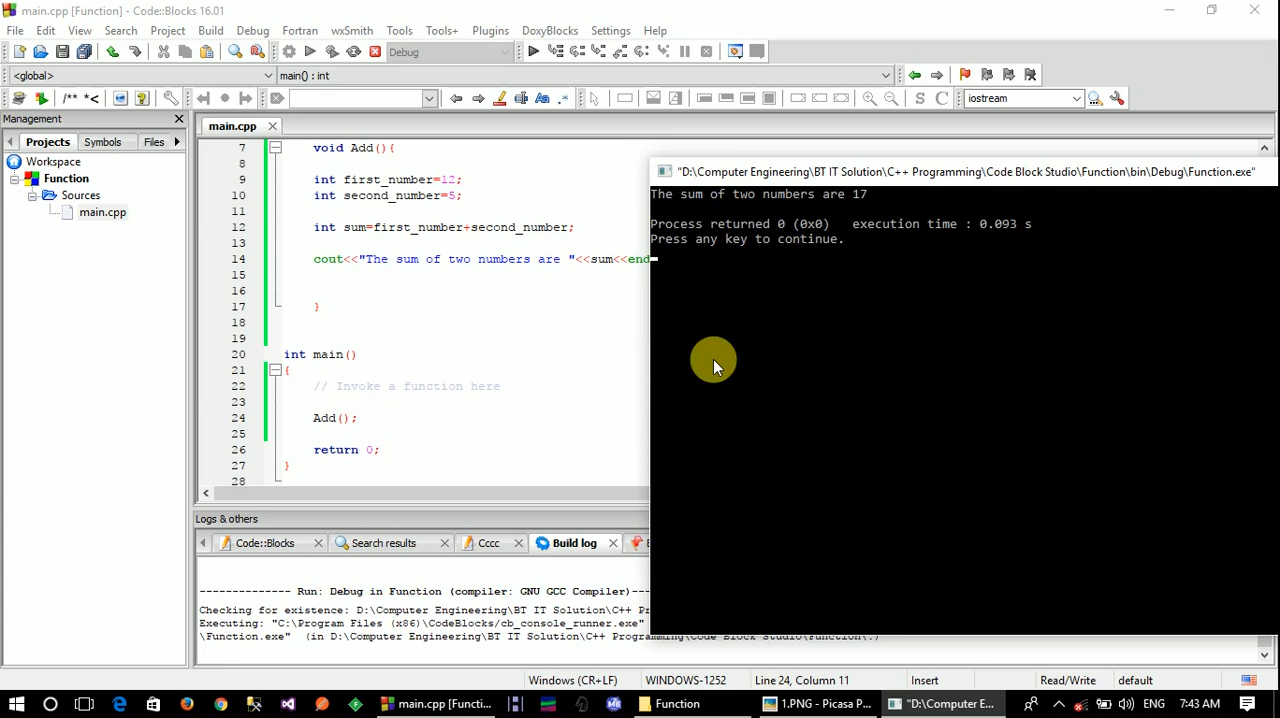 main.cpp [Function] - Code::Blocks 16.01
File Edit View Search Project Build Debug Fortran wxSmith Tools Tools+ Plugins DoxyBlocks Settings Help
Debug
<global> main() : int
/** *< Aa .* S C iostream
Management
main.cpp
Projects Symbols Files
Workspace
Function
Sources
main.cpp
7 void Add(){
8
9 int first_number=12;
10 int second_number=5;
11
12 int sum=first_number+second_number;
13
14 cout<<"The sum of two numbers are "<<sum<<end
15
16
17 }
18
19
20 int main()
21 {
22 // Invoke a function here
23
24 Add();
25
26 return 0;
27 }
28
"D:\Computer Engineering\BT IT Solution\C++ Programming\Code Block Studio\Function\bin\Debug\Function.exe"
The sum of two numbers are 17
Process returned 0 (0x0) execution time : 0.093 s
Press any key to continue.
Logs & others
Code::Blocks Search results Cccc Build log
-------------- Run: Debug in Function (compiler: GNU GCC Compiler)---
Checking for existence: D:\Computer Engineering\BT IT Solution\C++ Pro
Executing: "C:\Program Files (x86)\CodeBlocks/cb_console_runner.exe"
\Function.exe" (in D:\Computer Engineering\BT IT Solution\C++ Programming\Code Block Studio\Function\.)
Windows (CR+LF) WINDOWS-1252 Line 24, Column 11 Insert Read/Write default
main.cpp [Functi... Function 1.PNG - Picasa P... "D:\Computer E... ENG 7:43 AM